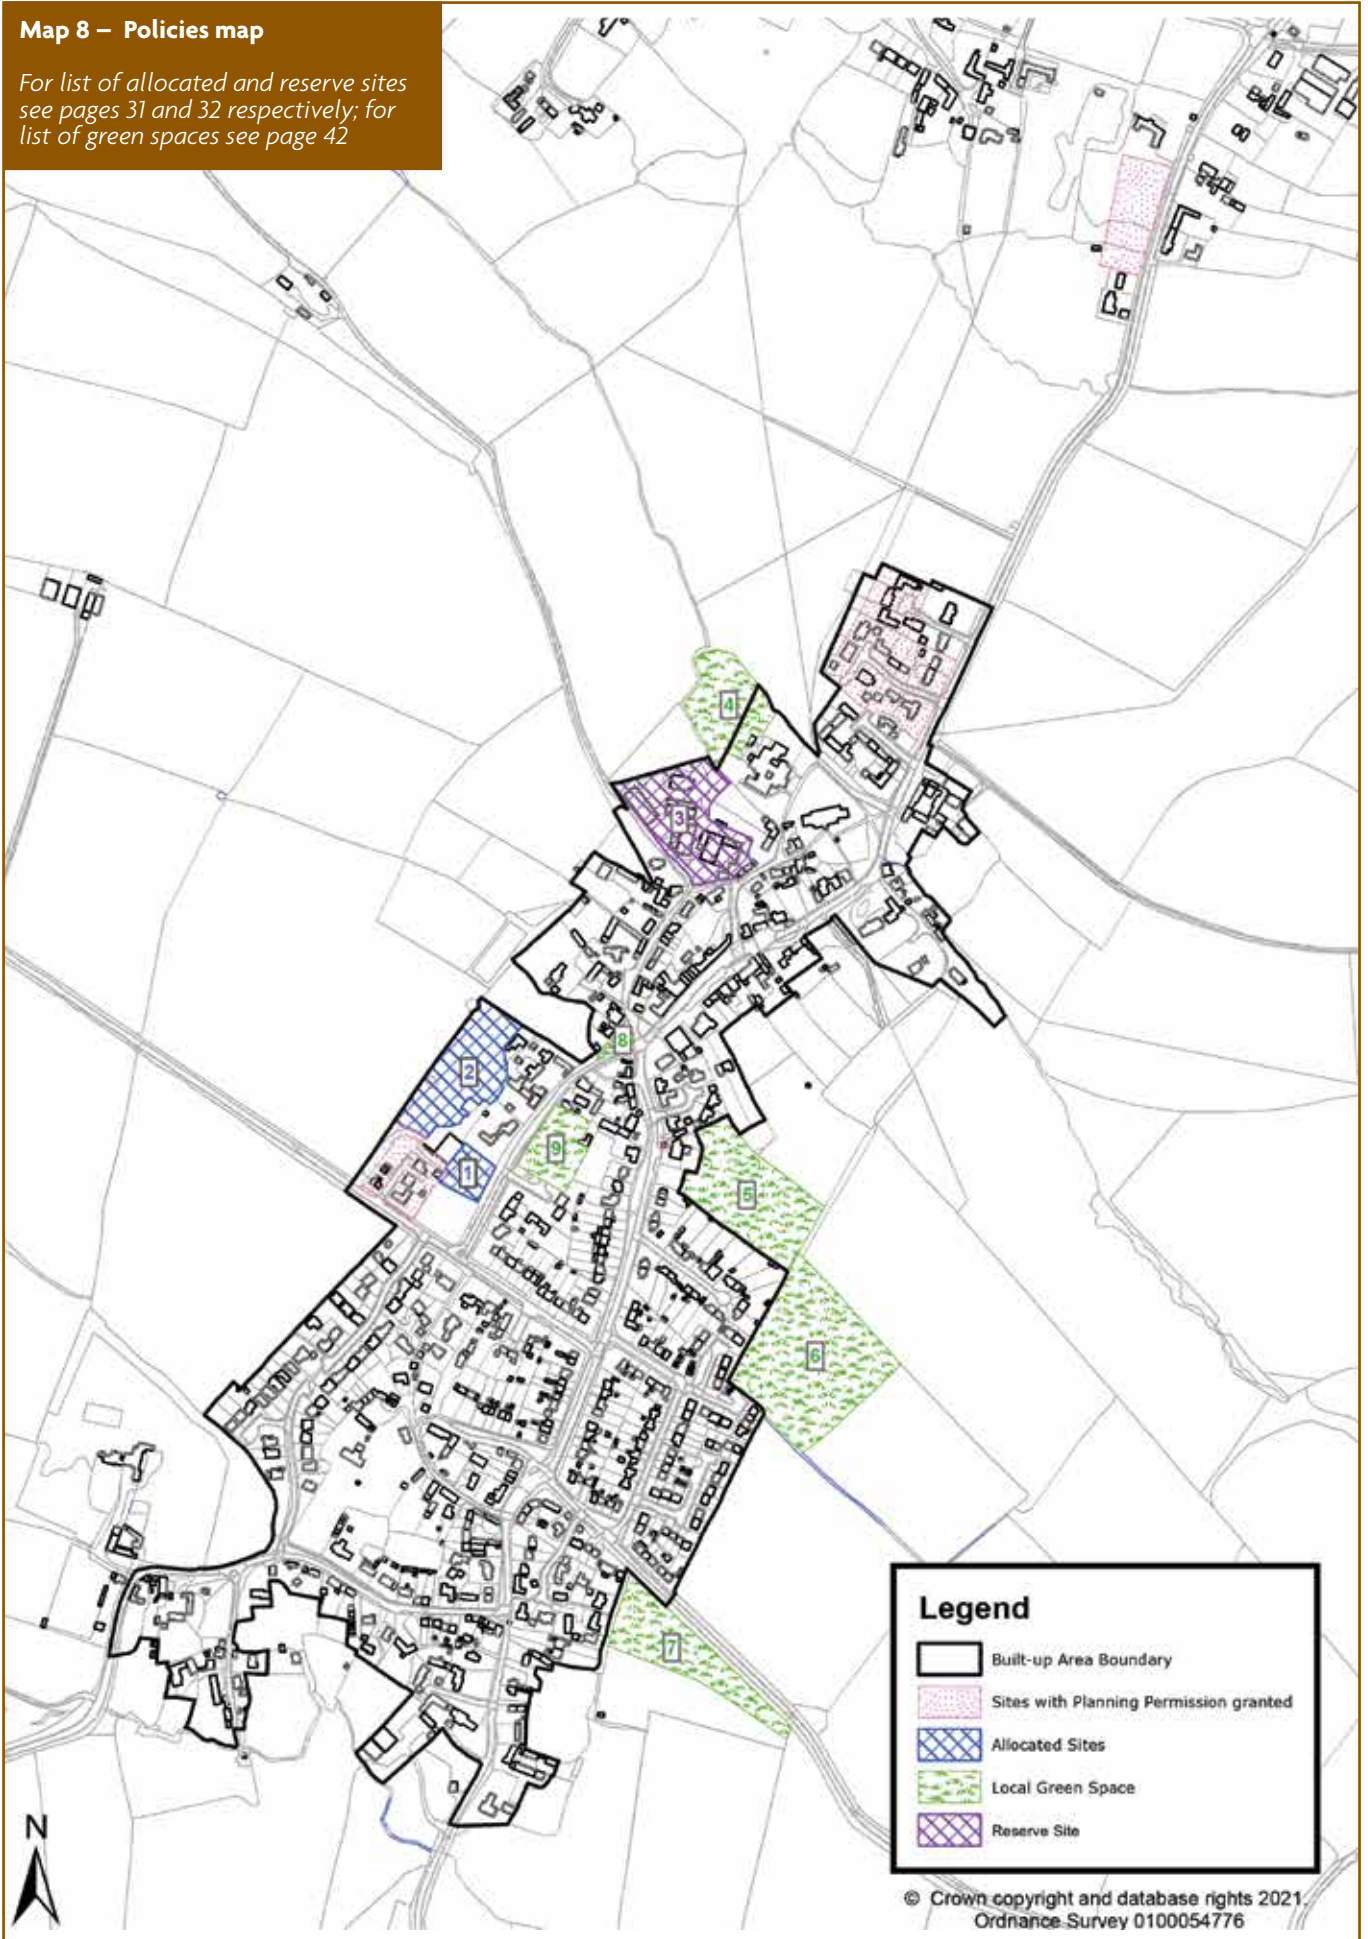 Map 8 – Policies map
For list of allocated and reserve sites
see pages 31 and 32 respectively; for
list of green spaces see page 42
4
3
8
2
9
1
5
6
7
Legend
Built-up Area Boundary
Sites with Planning Permission granted
Allocated Sites
Local Green Space
Reserve Site
N
© Crown copyright and database rights 2021.
Ordnance Survey 0100054776